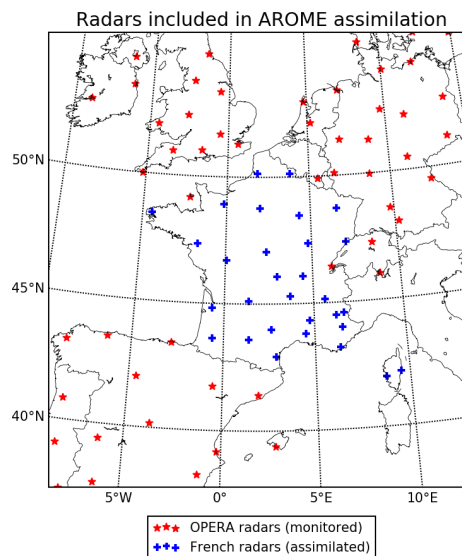 Radars included in AROME assimilation
50°N
45°N
40°N
5°W
0°
5°E
10°E
OPERA radars (monitored)
French radars (assimilated)